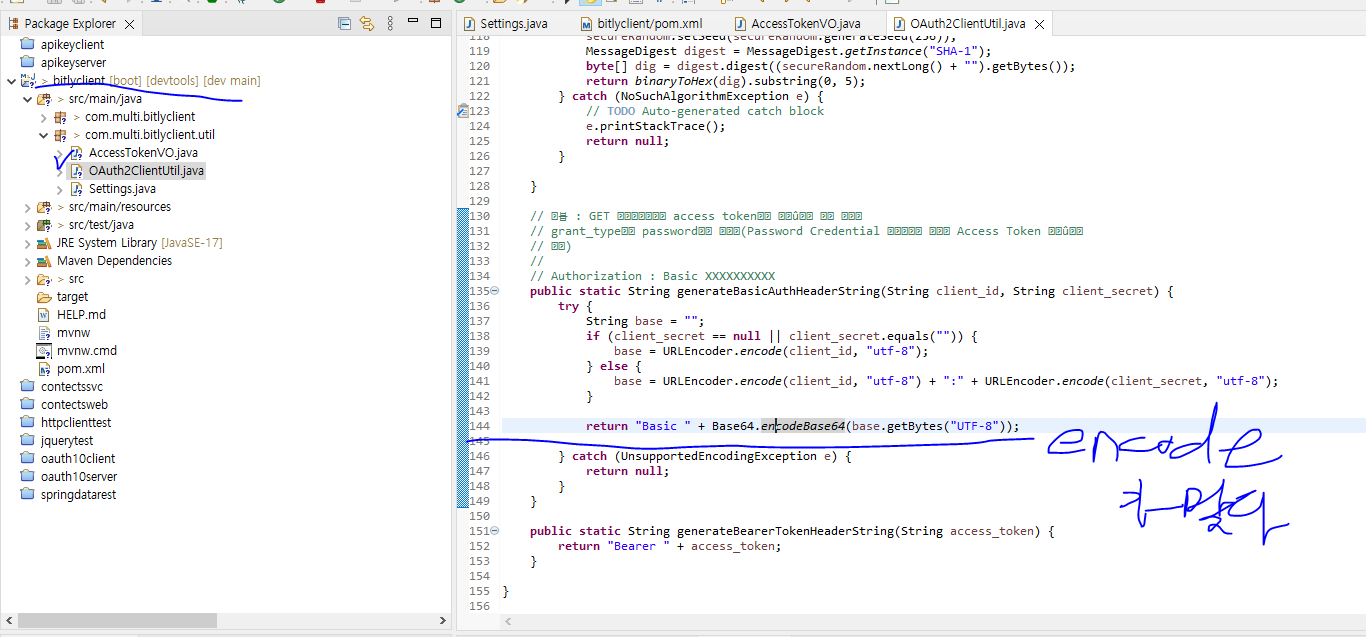 Package Explorer
apikeyclient
apikeyserver
> bitlyclient [boot] [devtools] [dev main]
> src/main/java
> com.multi.bitlyclient
> com.multi.bitlyclient.util
AccessTokenVO.java
OAuth2ClientUtil.java
Settings.java
> src/main/resources
> src/test/java
JRE System Library [JavaSE-17]
Maven Dependencies
> src
target
HELP.md
mvnw
mvnw.cmd
pom.xml
contectssvc
contectsweb
httpclienttest
jquerytest
oauth10client
oauth10server
springdatarest
Settings.java
bitlyclient/pom.xml
AccessTokenVO.java
OAuth2ClientUtil.java
118 secureRandom.setSeed(secureRandom.generateSeed(256));
119 MessageDigest digest = MessageDigest.getInstance("SHA-1");
120 byte[] dig = digest.digest((secureRandom.nextLong() + "").getBytes());
121 return binaryToHex(dig).substring(0, 5);
122 } catch (NoSuchAlgorithmException e) {
123 // TODO Auto-generated catch block
124 e.printStackTrace();
125 return null;
126 }
127
128 }
129
130 // : GET access token
131 // grant_type password (Password Credential Access Token
132 // )
133 //
134 // Authorization : Basic XXXXXXXXXX
135 public static String generateBasicAuthHeaderString(String client_id, String client_secret) {
136 try {
137 String base = "";
138 if (client_secret == null || client_secret.equals("")) {
139 base = URLEncoder.encode(client_id, "utf-8");
140 } else {
141 base = URLEncoder.encode(client_id, "utf-8") + ":" + URLEncoder.encode(client_secret, "utf-8");
142 }
143
144 return "Basic " + Base64.encodeBase64(base.getBytes("UTF-8"));
145
146 } catch (UnsupportedEncodingException e) {
147 return null;
148 }
149 }
150
151 public static String generateBearerTokenHeaderString(String access_token) {
152 return "Bearer " + access_token;
153 }
154
155 }
156
encode
가 맞다